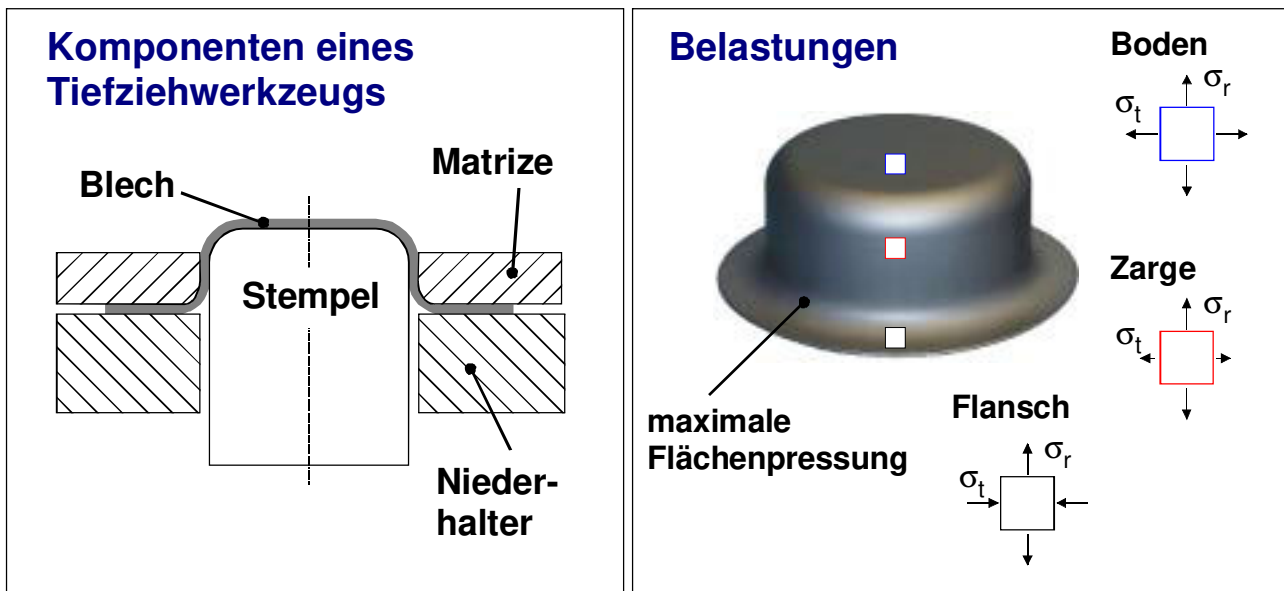 Komponenten eines
Tiefziehwerkzeugs
Blech
Matrize
Stempel
Nieder-
halter
Belastungen
Boden
σr
σt
Zarge
σr
σt
maximale
Flächenpressung
Flansch
σr
σt